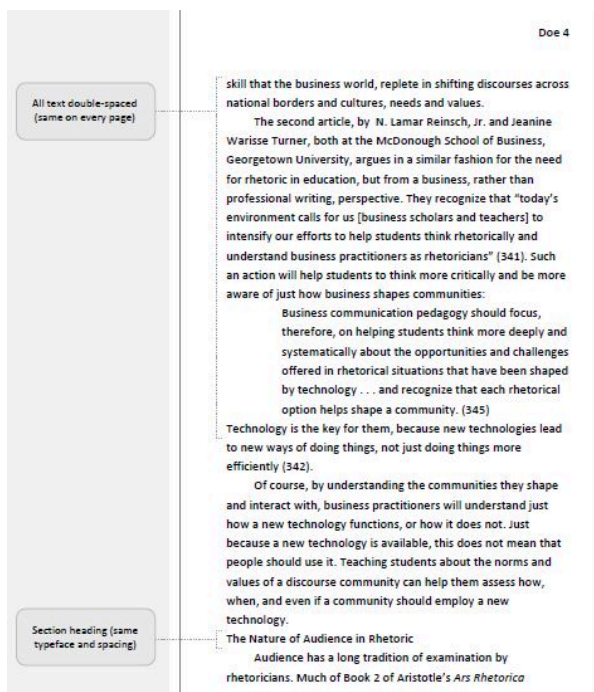 Doe 4
All text double-spaced
(same on every page)
skill that the business world, replete in shifting discourses across
national borders and cultures, needs and values.
The second article, by N. Lamar Reinsch, Jr. and Jeanine
Warisse Turner, both at the McDonough School of Business,
Georgetown University, argues in a similar fashion for the need
for rhetoric in education, but from a business, rather than
professional writing, perspective. They recognize that “today’s
environment calls for us [business scholars and teachers] to
intensify our efforts to help students think rhetorically and
understand business practitioners as rhetoricians” (341). Such
an action will help students to think more critically and be more
aware of just how business shapes communities:
Business communication pedagogy should focus,
therefore, on helping students think more deeply and
systematically about the opportunities and challenges
offered in rhetorical situations that have been shaped
by technology . . . and recognize that each rhetorical
option helps shape a community. (345)
Technology is the key for them, because new technologies lead
to new ways of doing things, not just doing things more
efficiently (342).
Of course, by understanding the communities they shape
and interact with, business practitioners will understand just
how a new technology functions, or how it does not. Just
because a new technology is available, this does not mean that
people should use it. Teaching students about the norms and
values of a discourse community can help them assess how,
when, and even if a community should employ a new
technology.
Section heading (same
typeface and spacing)
The Nature of Audience in Rhetoric
Audience has a long tradition of examination by
rhetoricians. Much of Book 2 of Aristotle’s Ars Rhetorica